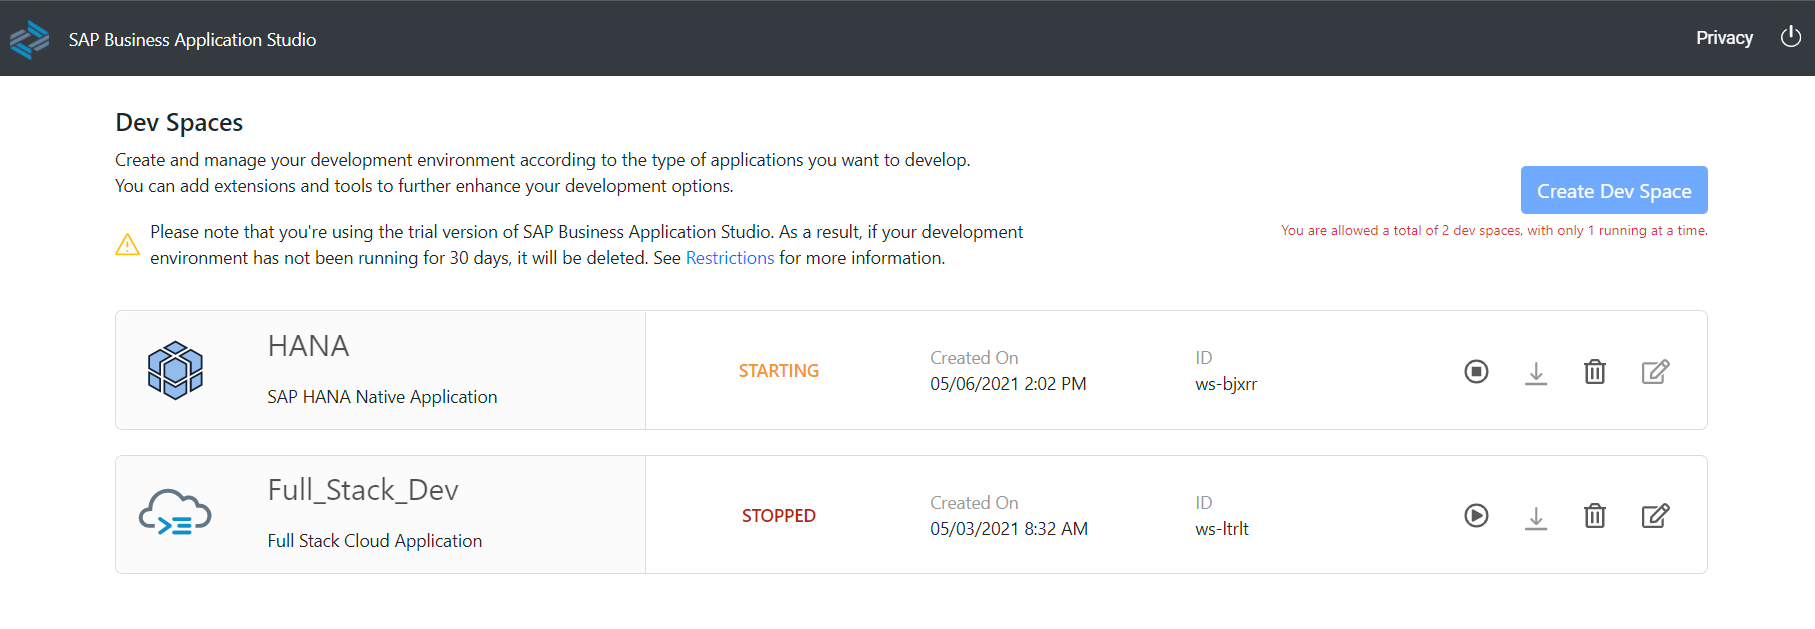 SAP Business Application Studio
Privacy
Dev Spaces
Create and manage your development environment according to the type of applications you want to develop.
You can add extensions and tools to further enhance your development options.
Create Dev Space
You are allowed a total of 2 dev spaces, with only 1 running at a time.
Please note that you're using the trial version of SAP Business Application Studio. As a result, if your development
environment has not been running for 30 days, it will be deleted. See Restrictions for more information.
HANA
SAP HANA Native Application
STARTING
Created On
05/06/2021 2:02 PM
ID
ws-bjxrr
Full_Stack_Dev
Full Stack Cloud Application
STOPPED
Created On
05/03/2021 8:32 AM
ID
ws-ltrlt